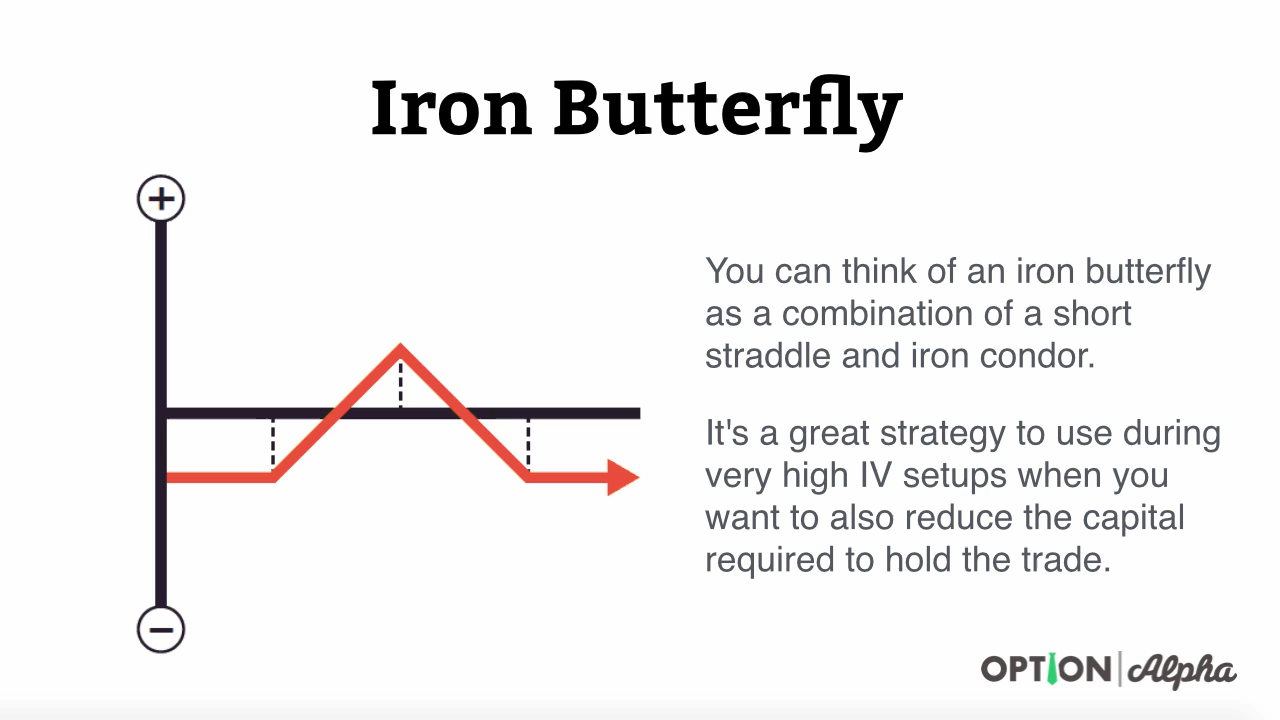 Iron Butterfly
+
You can think of an iron butterfly
as a combination of a short
straddle and iron condor.
It's a great strategy to use during
very high IV setups when you
want to also reduce the capital
required to hold the trade.
−
OPTION | Alpha